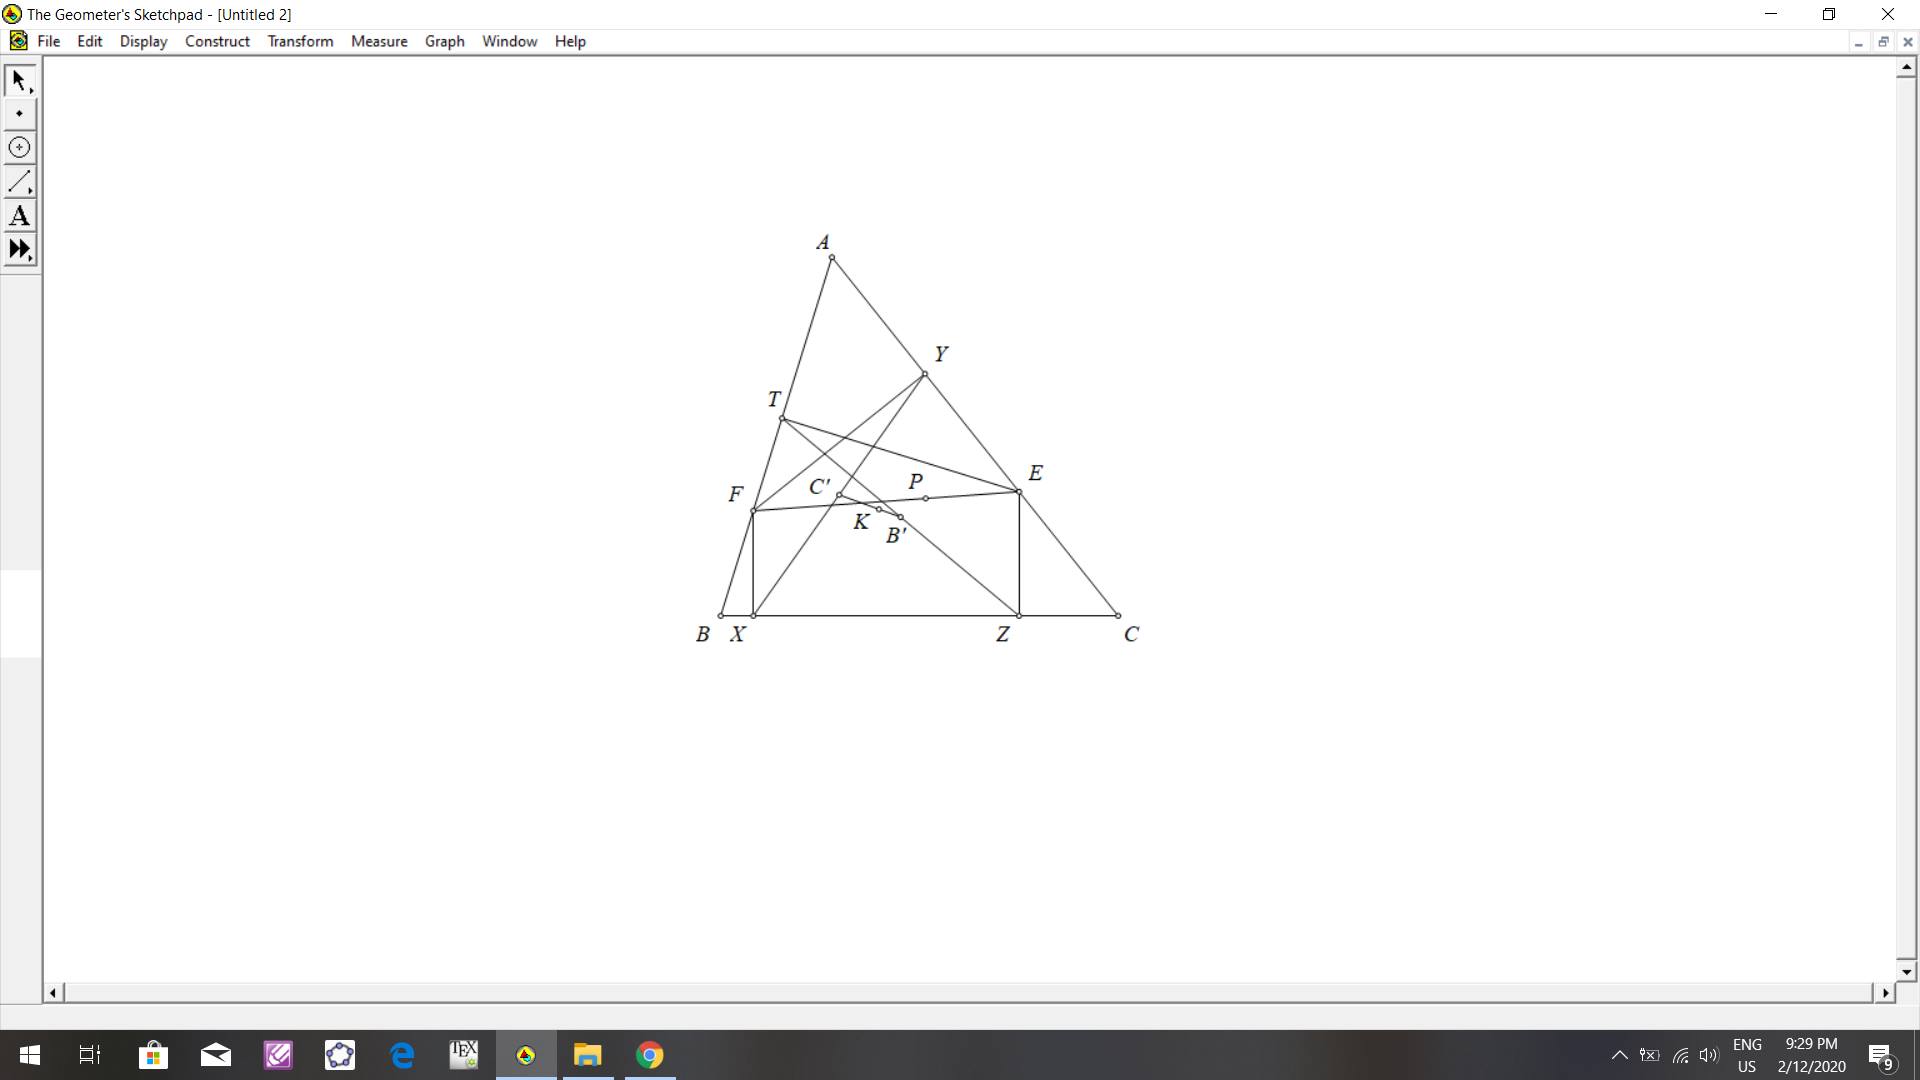 The Geometer's Sketchpad - [Untitled 2]
File Edit Display Construct Transform Measure Graph Window Help
A
A
Y
T
E
F
C'
P
K
B'
B
X
Z
C
TEX
ENG
US
9:29 PM
2/12/2020
9